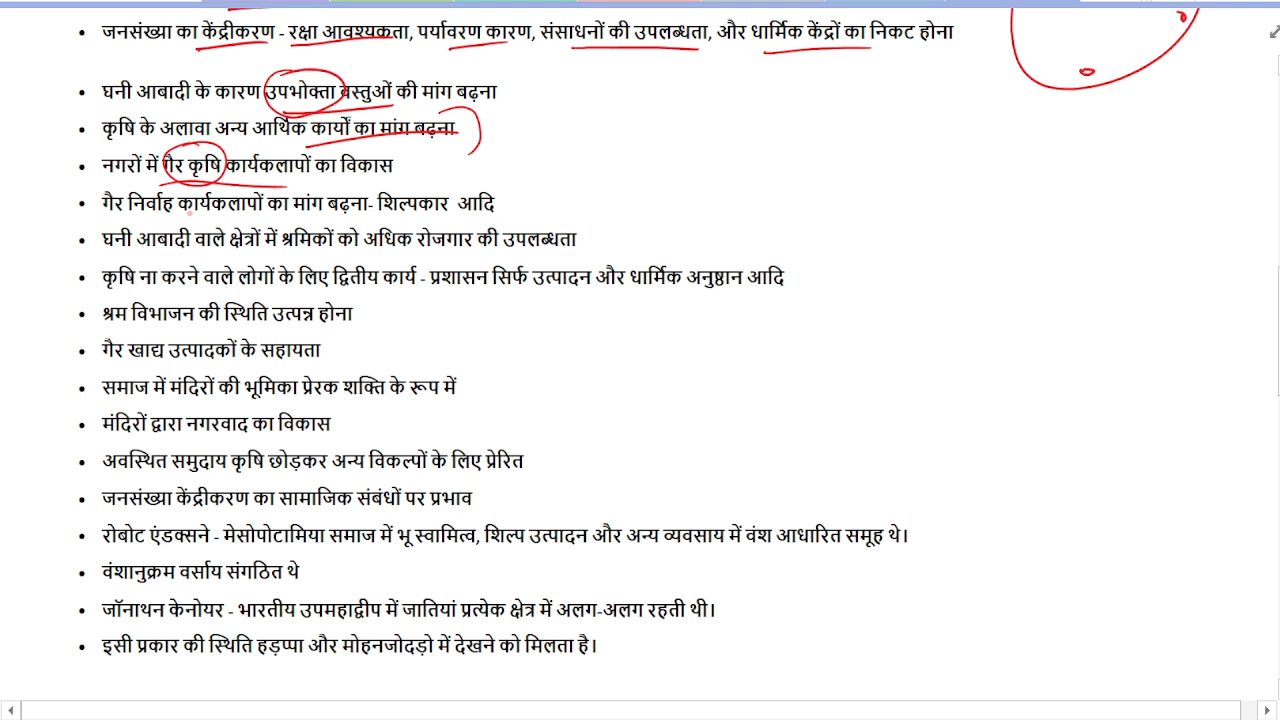 • जनसंख्या का केंद्रीकरण - रक्षा आवश्यकता, पर्यावरण कारण, संसाधनों की उपलब्धता, और धार्मिक केंद्रों का निकट होना
• घनी आबादी के कारण उपभोक्ता वस्तुओं की मांग बढ़ना
• कृषि के अलावा अन्य आर्थिक कार्यों का मांग बढ़ना
• नगरों में गैर कृषि कार्यकलापों का विकास
• गैर निर्वाह कार्यकलापों का मांग बढ़ना- शिल्पकार आदि
• घनी आबादी वाले क्षेत्रों में श्रमिकों को अधिक रोजगार की उपलब्धता
• कृषि ना करने वाले लोगों के लिए द्वितीय कार्य - प्रशासन सिर्फ उत्पादन और धार्मिक अनुष्ठान आदि
• श्रम विभाजन की स्थिति उत्पन्न होना
• गैर खाद्य उत्पादकों के सहायता
• समाज में मंदिरों की भूमिका प्रेरक शक्ति के रूप में
• मंदिरों द्वारा नगरवाद का विकास
• अवस्थित समुदाय कृषि छोड़कर अन्य विकल्पों के लिए प्रेरित
• जनसंख्या केंद्रीकरण का सामाजिक संबंधों पर प्रभाव
• रोबोट एंडक्सने - मेसोपोटामिया समाज में भू स्वामित्व, शिल्प उत्पादन और अन्य व्यवसाय में वंश आधारित समूह थे।
• वंशानुक्रम वर्साय संगठित थे
• जॉनाथन केनोयर - भारतीय उपमहाद्वीप में जातियां प्रत्येक क्षेत्र में अलग-अलग रहती थी।
• इसी प्रकार की स्थिति हड़प्पा और मोहनजोदड़ो में देखने को मिलता है।